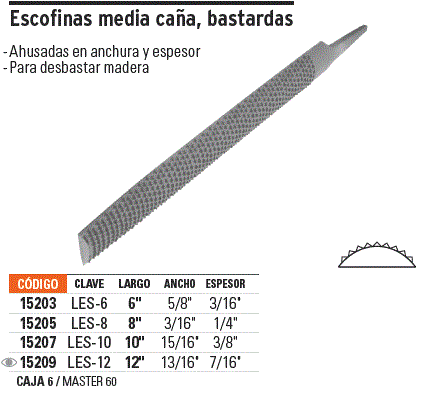 Escofinas media caña, bastardas
- Ahusadas en anchura y espesor
- Para desbastar madera
CÓDIGO CLAVE LARGO ANCHO ESPESOR
15203 LES-6 6" 5/8" 3/16"
15205 LES-8 8" 3/16" 1/4"
15207 LES-10 10" 15/16" 3/8"
15209 LES-12 12" 13/16" 7/16"
CAJA 6 / MASTER 60